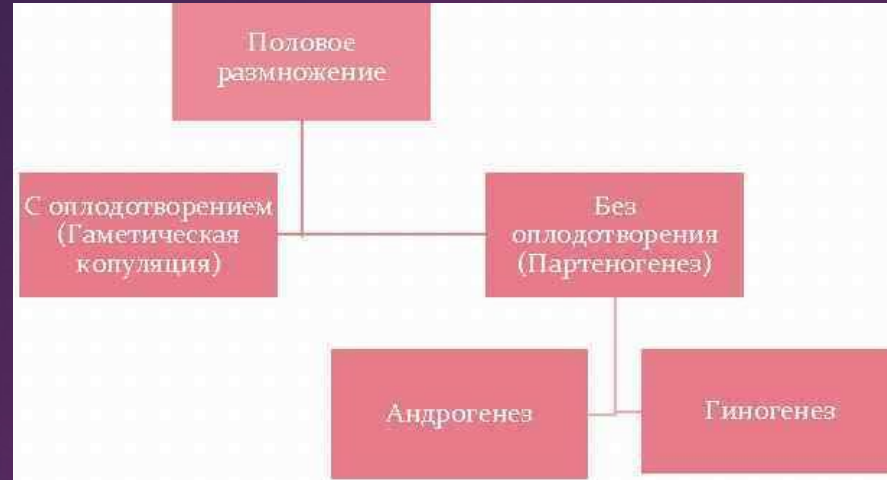 Половое
размножение
С оплодотворением
(Гаметическая
копуляция)
Без
оплодотворения
(Партеногенез)
Андрогенез
Гиногенез